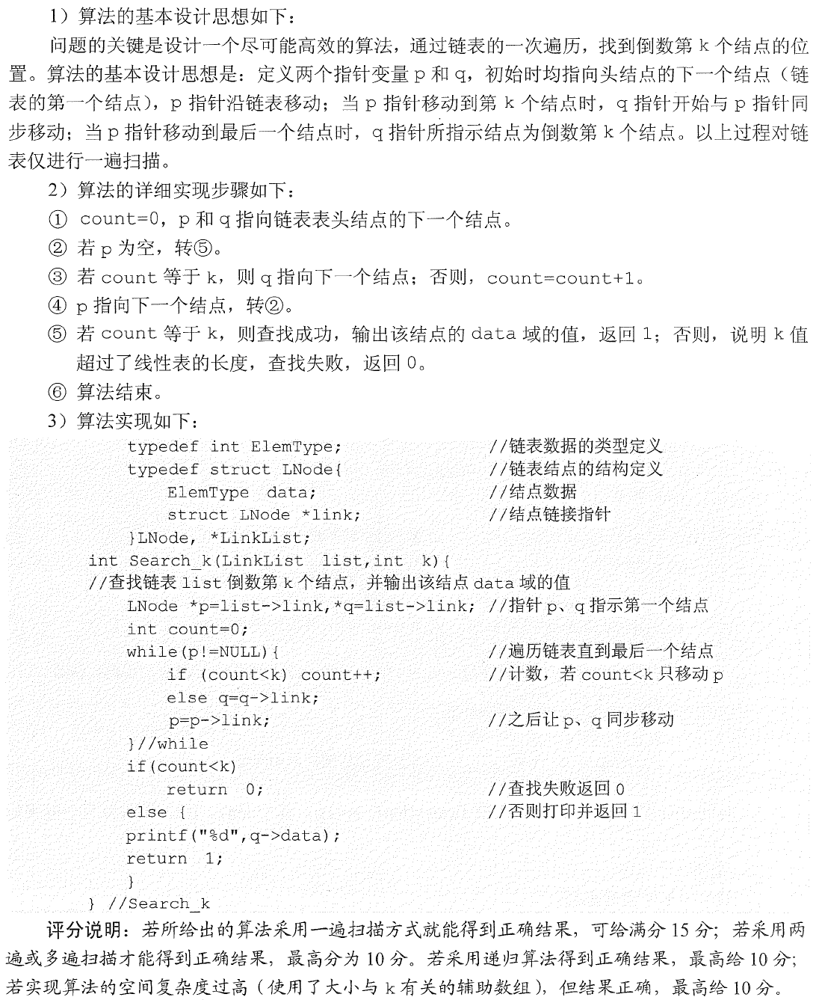 1）算法的基本设计思想如下：
问题的关键是设计一个尽可能高效的算法，通过链表的一次遍历，找到倒数第 k 个结点的位
置。算法的基本设计思想是：定义两个指针变量 p 和 q，初始时均指向头结点的下一个结点（链
表的第一个结点），p 指针沿链表移动；当 p 指针移动到第 k 个结点时，q 指针开始与 p 指针同
步移动；当 p 指针移动到最后一个结点时，q 指针所指示结点为倒数第 k 个结点。以上过程对链
表仅进行一遍扫描。
2）算法的详细实现步骤如下：
① count=0，p 和 q 指向链表表头结点的下一个结点。
② 若 p 为空，转⑤。
③ 若 count 等于 k，则 q 指向下一个结点；否则，count=count+1。
④ p 指向下一个结点，转②。
⑤ 若 count 等于 k，则查找成功，输出该结点的 data 域的值，返回 1；否则，说明 k 值
超过了线性表的长度，查找失败，返回 0。
⑥ 算法结束。
3）算法实现如下：
typedef int ElemType; //链表数据的类型定义
typedef struct LNode{ //链表结点的结构定义
ElemType data; //结点数据
struct LNode *link; //结点链接指针
}LNode, *LinkList;
int Search_k(LinkList list,int k){
//查找链表 list 倒数第 k 个结点，并输出该结点 data 域的值
LNode *p=list->link,*q=list->link; //指针 p、q 指示第一个结点
int count=0;
while(p!=NULL){ //遍历链表直到最后一个结点
if (count<k) count++; //计数，若 count<k 只移动 p
else q=q->link;
p=p->link; //之后让 p、q 同步移动
}//while
if(count<k)
return 0; //查找失败返回 0
else { //否则打印并返回 1
printf("%d",q->data);
return 1;
}
} //Search_k
评分说明：若所给出的算法采用一遍扫描方式就能得到正确结果，可给满分 15 分；若采用两
遍或多遍扫描才能得到正确结果，最高分为 10 分。若采用递归算法得到正确结果，最高给 10 分；
若实现算法的空间复杂度过高（使用了大小与 k 有关的辅助数组），但结果正确，最高给 10 分。